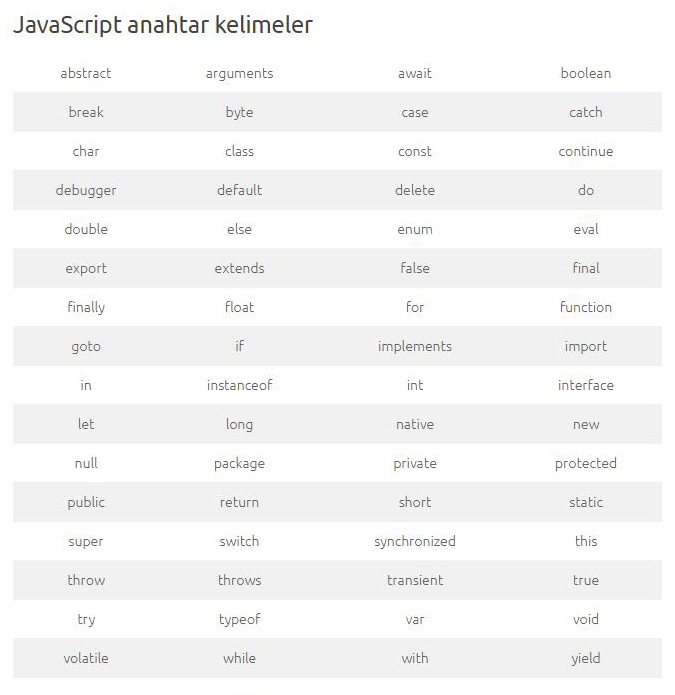 JavaScript anahtar kelimeler
abstract arguments await boolean
break byte case catch
char class const continue
debugger default delete do
double else enum eval
export extends false final
finally float for function
goto if implements import
in instanceof int interface
let long native new
null package private protected
public return short static
super switch synchronized this
throw throws transient true
try typeof var void
volatile while with yield